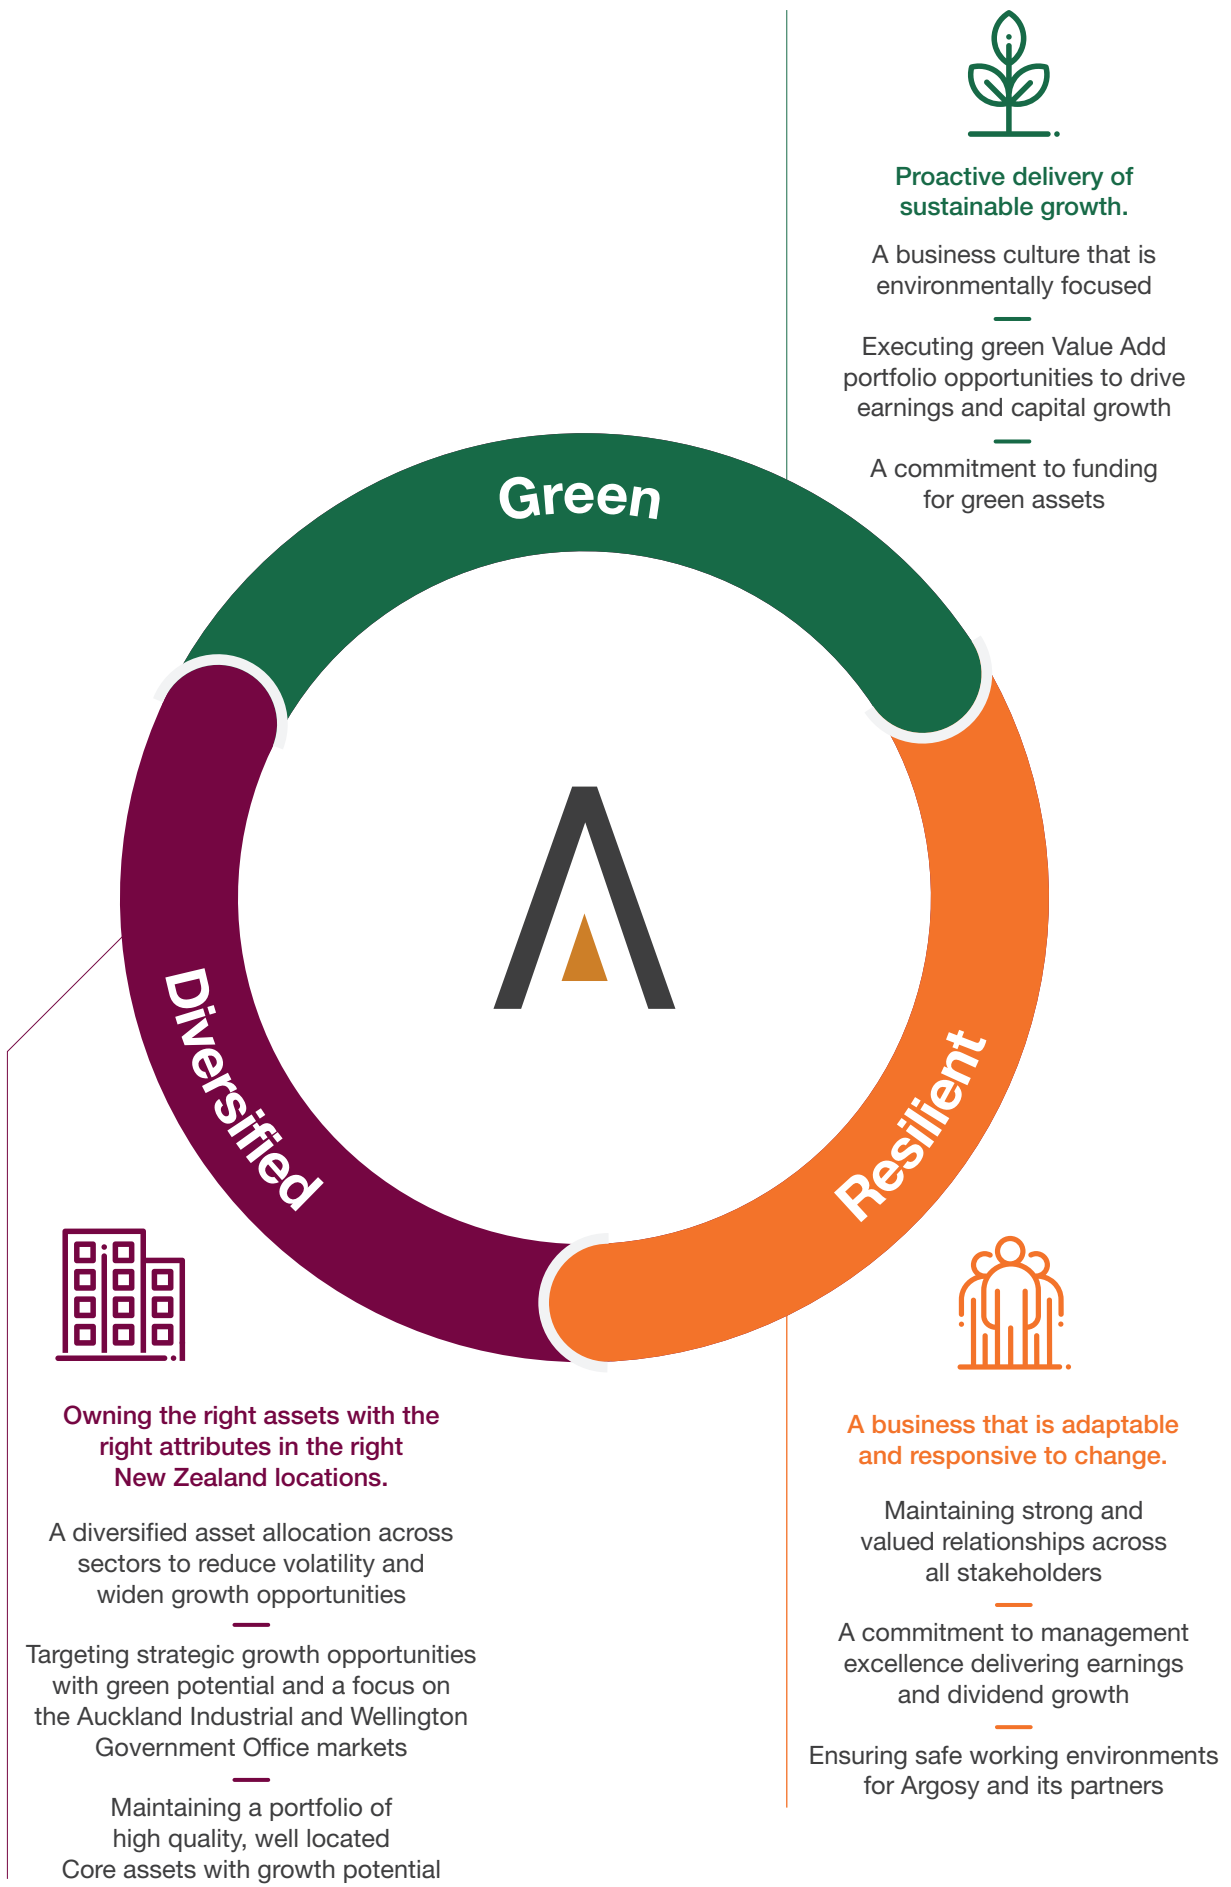 Proactive delivery of
sustainable growth.
A business culture that is
environmentally focused
Executing green Value Add
portfolio opportunities to drive
earnings and capital growth
A commitment to funding
for green assets
Green
Diversified
Resilient
Owning the right assets with the
right attributes in the right
New Zealand locations.
A diversified asset allocation across
sectors to reduce volatility and
widen growth opportunities
Targeting strategic growth opportunities
with green potential and a focus on
the Auckland Industrial and Wellington
Government Office markets
Maintaining a portfolio of
high quality, well located
Core assets with growth potential
A business that is adaptable
and responsive to change.
Maintaining strong and
valued relationships across
all stakeholders
A commitment to management
excellence delivering earnings
and dividend growth
Ensuring safe working environments
for Argosy and its partners